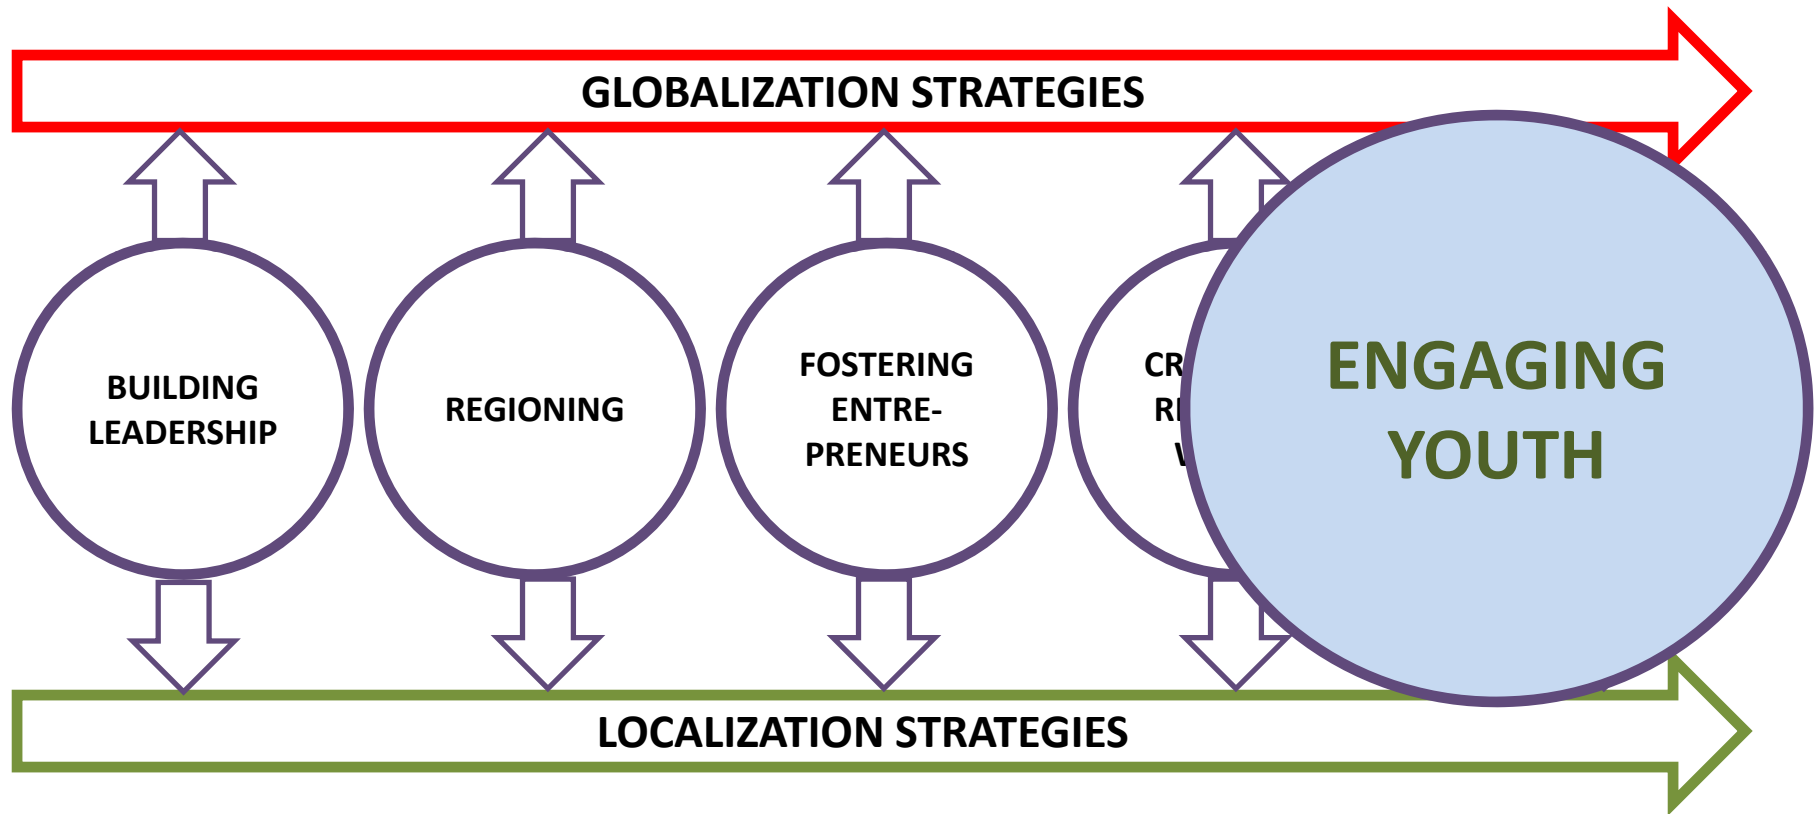 GLOBALIZATION STRATEGIES
BUILDING
LEADERSHIP
REGIONING
FOSTERING
ENTRE-
PRENEURS
ENGAGING
YOUTH
LOCALIZATION STRATEGIES